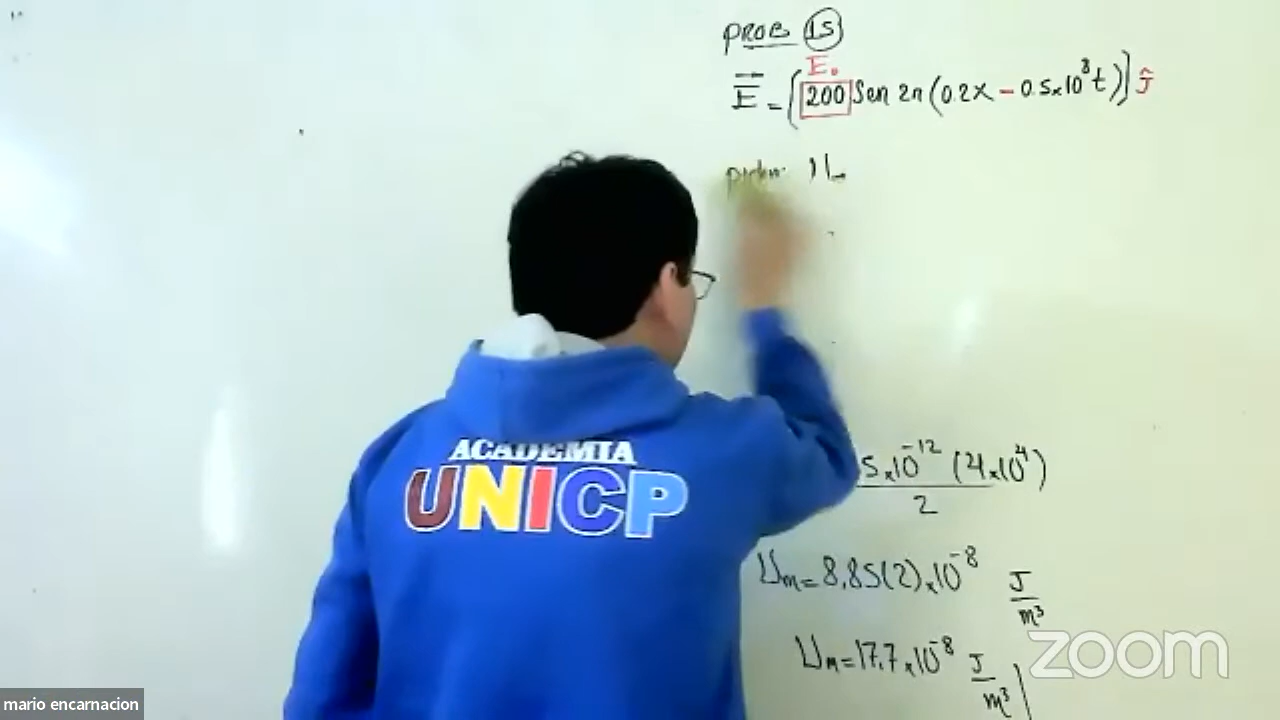 PROB 15
E₀
E = [200 Sen 2π(0.2x - 0.5x10⁸t)] ĵ
5x10⁻¹² (4x10⁴)
2
Um = 8,85(2)x10⁻⁸ J/m³
Um = 17,7x10⁻⁸ J/m³
ACADEMIA
UNICP
zoom
mario encarnacion